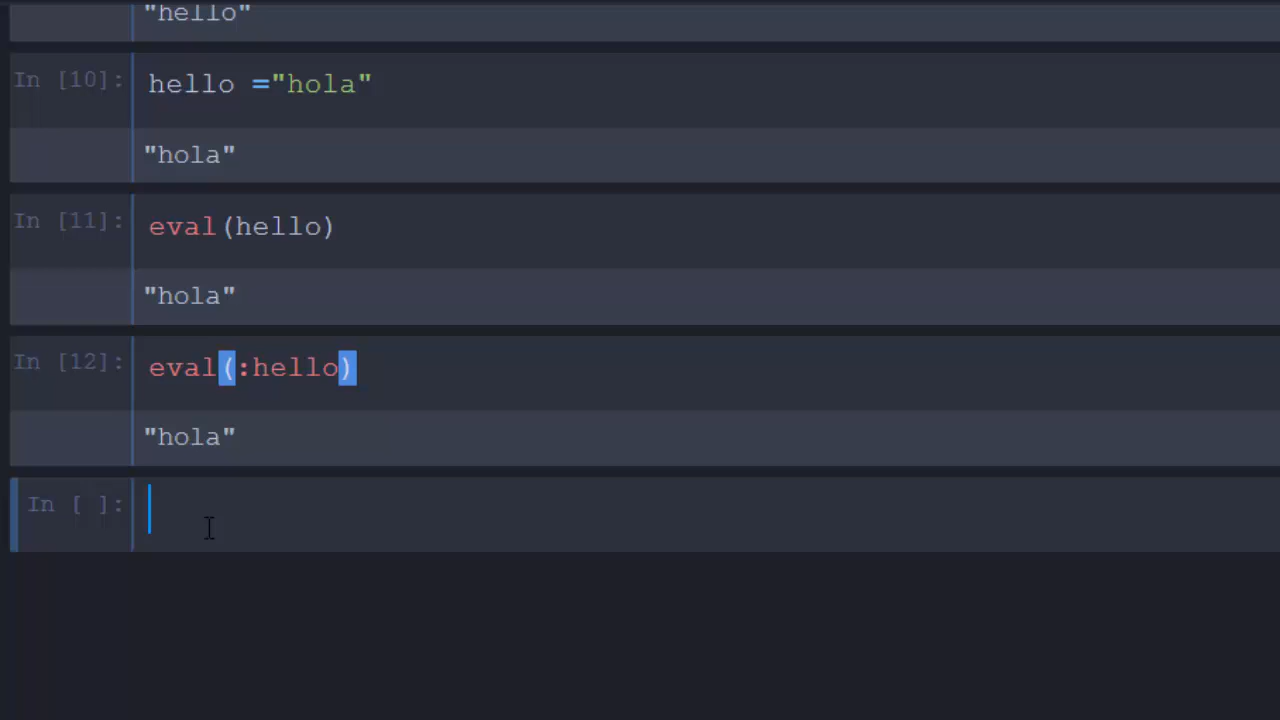 "hello"
In [10]:
hello ="hola"
"hola"
In [11]:
eval(hello)
"hola"
In [12]:
eval(:hello)
"hola"
In [ ]: